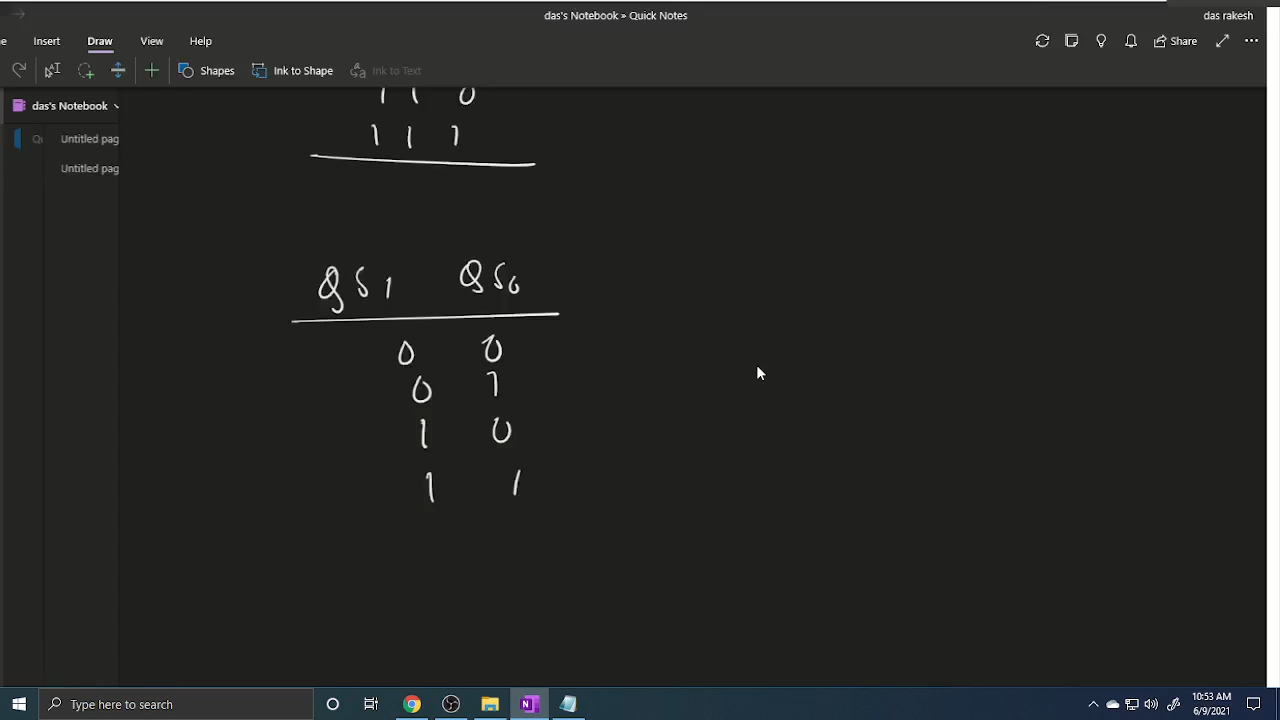 das's Notebook » Quick Notes
das rakesh
e Insert Draw View Help
Share
Shapes Ink to Shape Ink to Text
das's Notebook
Qu Untitled pag
Untitled pag
1 1 0
1 1 1
QS1 QS0
0 0
0 1
1 0
1 1
Type here to search
10:53 AM
6/9/2021